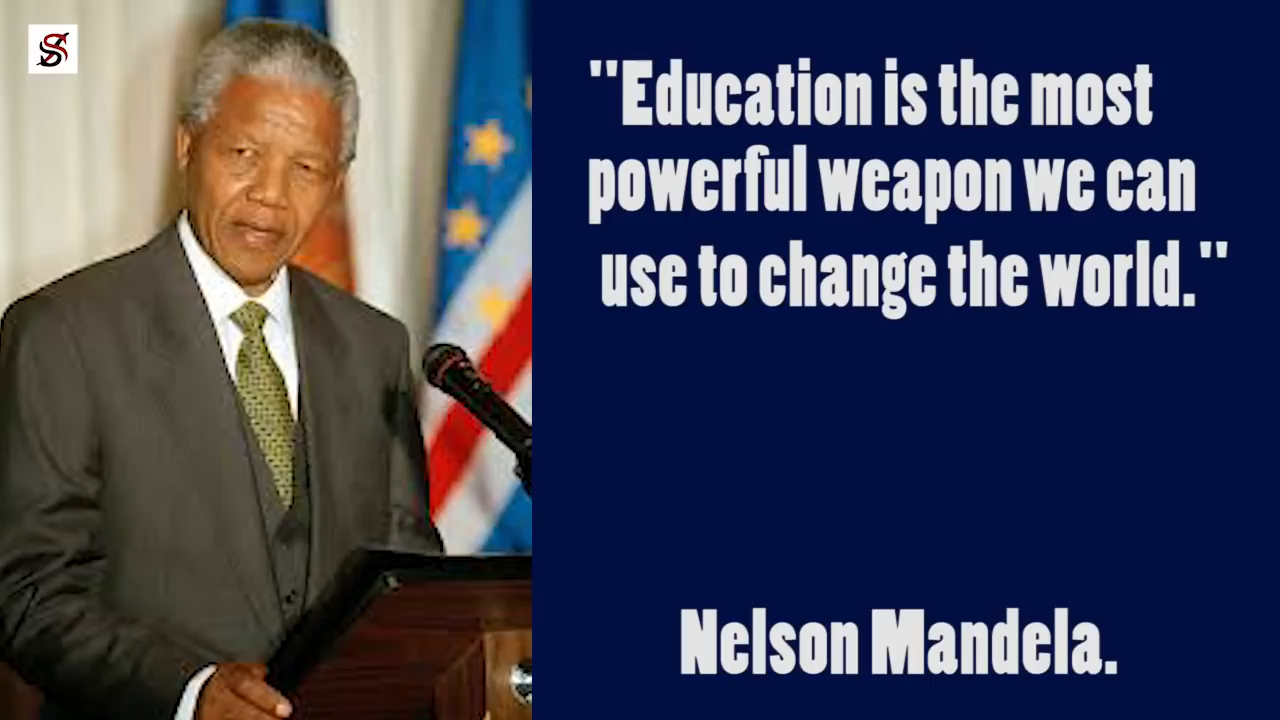 "Education is the most
powerful weapon we can
use to change the world."
Nelson Mandela.